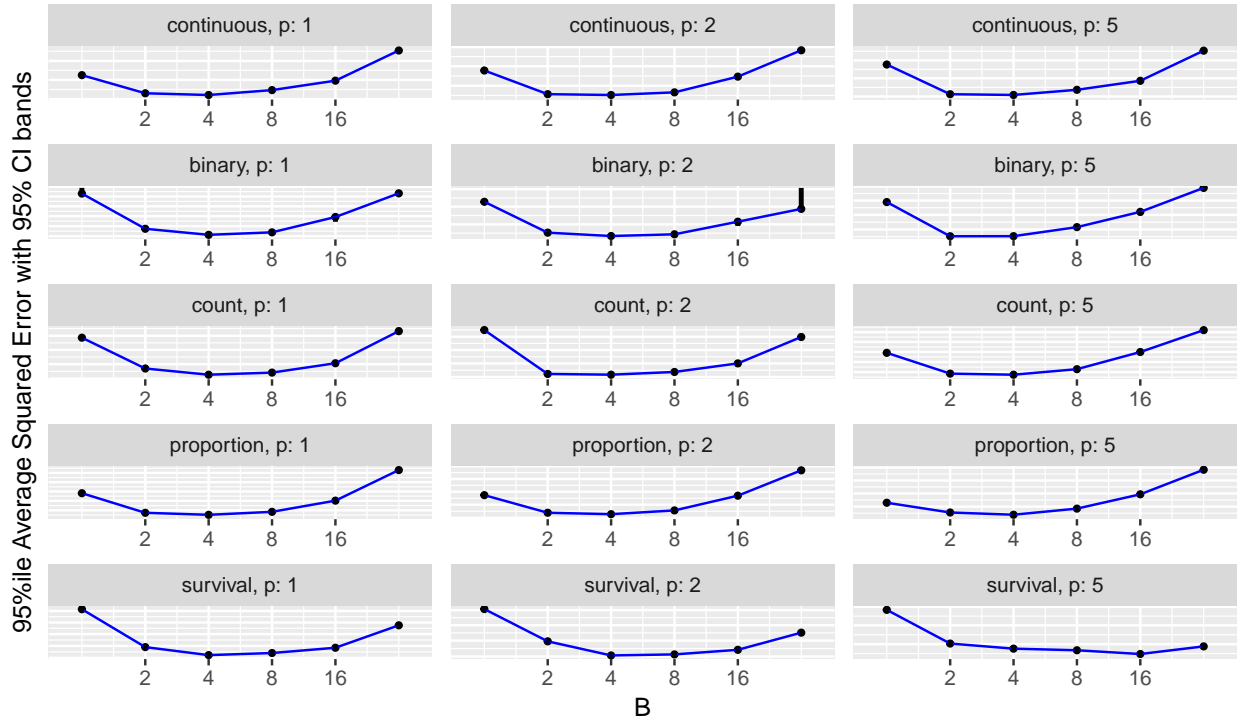 95%ile Average Squared Error with 95% CI bands
continuous, p: 1
continuous, p: 2
continuous, p: 5
2 4 8 16
2 4 8 16
2 4 8 16
binary, p: 1
binary, p: 2
binary, p: 5
2 4 8 16
2 4 8 16
2 4 8 16
count, p: 1
count, p: 2
count, p: 5
2 4 8 16
2 4 8 16
2 4 8 16
proportion, p: 1
proportion, p: 2
proportion, p: 5
2 4 8 16
2 4 8 16
2 4 8 16
survival, p: 1
survival, p: 2
survival, p: 5
2 4 8 16
2 4 8 16
2 4 8 16
B